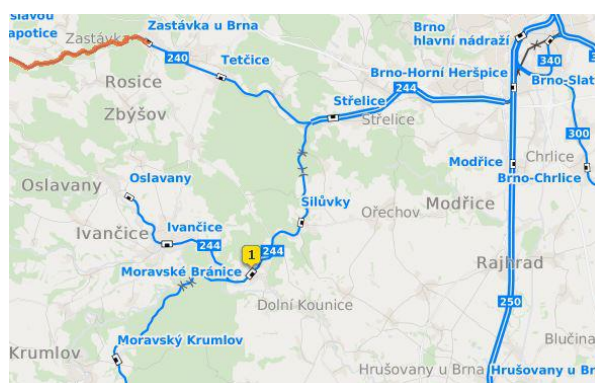 slavou
apotice
Zastávka
Zastávka u Brna
240
Tetčice
Rosice
Zbýšov
Brno
hlavní nádraží
340
Brno-Horní Heršpice
244
Brno-Slat
Střelice
Střelice
300
Modřice
Chrlice
Brno-Chrlice
Oslavany
Oslavany
Silůvky
Ořechov
Modřice
Ivančice
Ivančice
244
244
1
Moravské Bránice
Rajhrad
Dolní Kounice
250
Moravský Krumlov
Blučina
Krumlov
Hrušovany u Brna
Hrušovany u Br